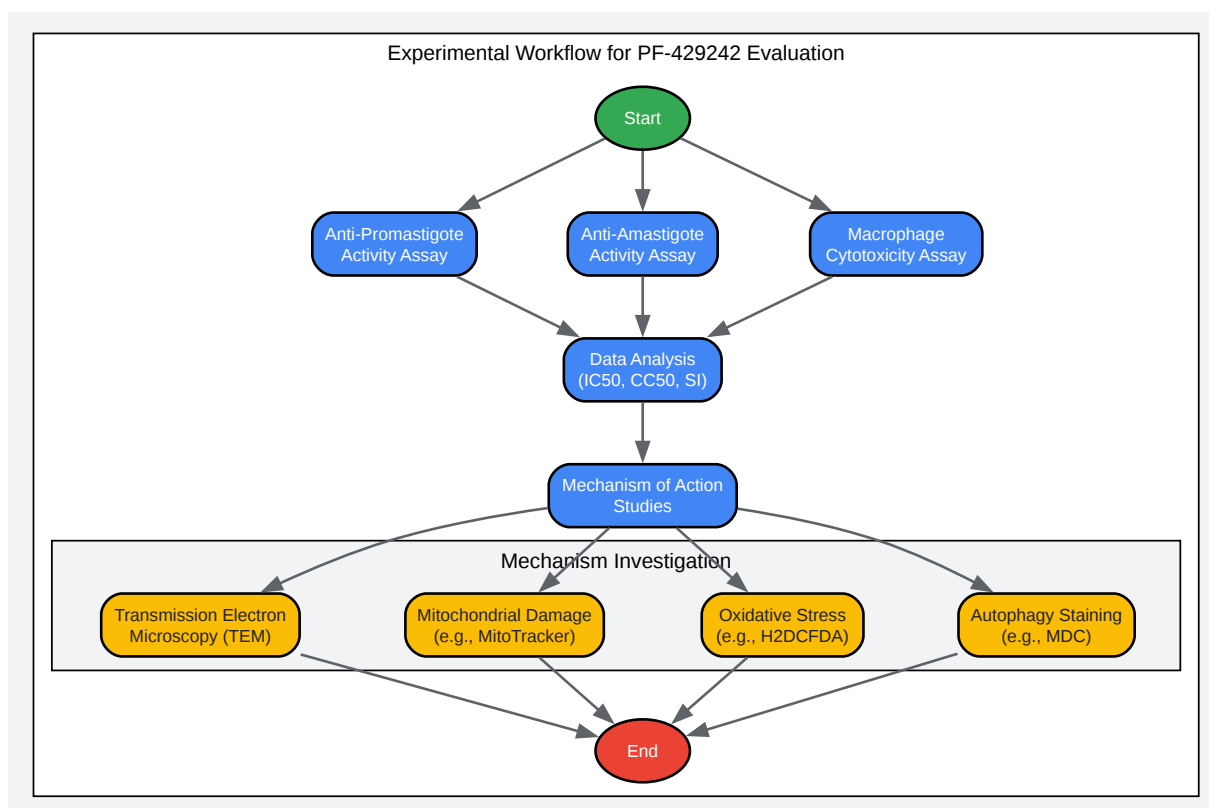 Experimental Workflow for PF-429242 Evaluation
Start
Anti-Promastigote
Activity Assay
Anti-Amastigote
Activity Assay
Macrophage
Cytotoxicity Assay
Data Analysis
(IC50, CC50, SI)
Mechanism of Action
Studies
Mechanism Investigation
Transmission Electron
Microscopy (TEM)
Mitochondrial Damage
(e.g., MitoTracker)
Oxidative Stress
(e.g., H2DCFDA)
Autophagy Staining
(e.g., MDC)
End